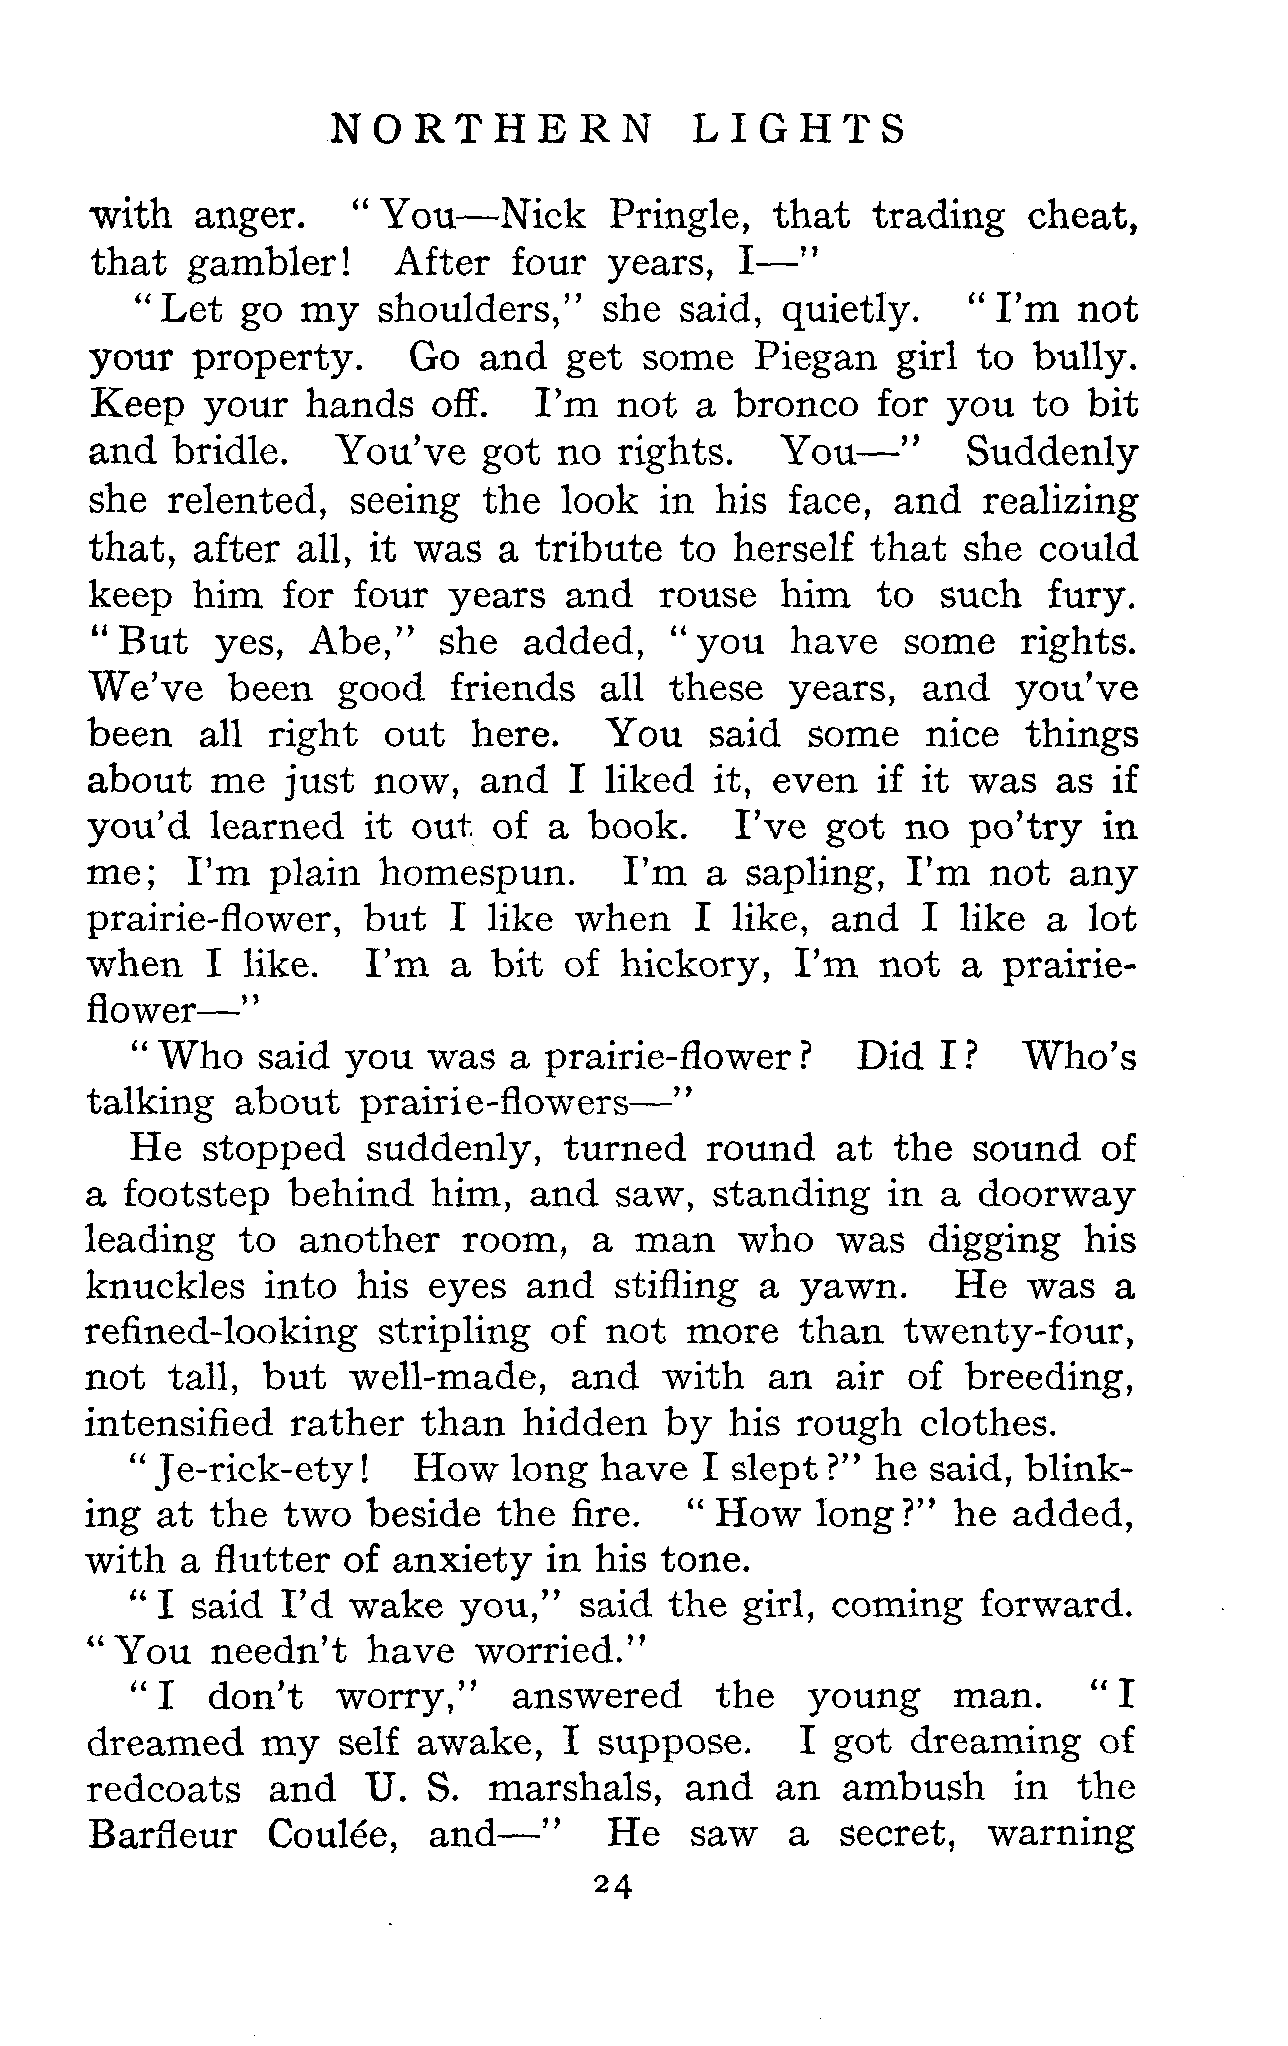 NORTHERN LIGHTS
with anger. "You—Nick Pringle, that trading cheat,
that gambler! After four years, I—"
"Let go my shoulders," she said, quietly. "I'm not
your property. Go and get some Piegan girl to bully.
Keep your hands off. I'm not a bronco for you to bit
and bridle. You've got no rights. You—" Suddenly
she relented, seeing the look in his face, and realizing
that, after all, it was a tribute to herself that she could
keep him for four years and rouse him to such fury.
"But yes, Abe," she added, "you have some rights.
We've been good friends all these years, and you've
been all right out here. You said some nice things
about me just now, and I liked it, even if it was as if
you'd learned it out of a book. I've got no po'try in
me; I'm plain homespun. I'm a sapling, I'm not any
prairie-flower, but I like when I like, and I like a lot
when I like. I'm a bit of hickory, I'm not a prairie-
flower—"
"Who said you was a prairie-flower? Did I? Who's
talking about prairie-flowers—"
He stopped suddenly, turned round at the sound of
a footstep behind him, and saw, standing in a doorway
leading to another room, a man who was digging his
knuckles into his eyes and stifling a yawn. He was a
refined-looking stripling of not more than twenty-four,
not tall, but well-made, and with an air of breeding,
intensified rather than hidden by his rough clothes.
"Je-rick-ety! How long have I slept?" he said, blink-
ing at the two beside the fire. "How long?" he added,
with a flutter of anxiety in his tone.
"I said I'd wake you," said the girl, coming forward.
"You needn't have worried."
"I don't worry," answered the young man. "I
dreamed my self awake, I suppose. I got dreaming of
redcoats and U. S. marshals, and an ambush in the
Barfleur Coulée, and—" He saw a secret, warning
24